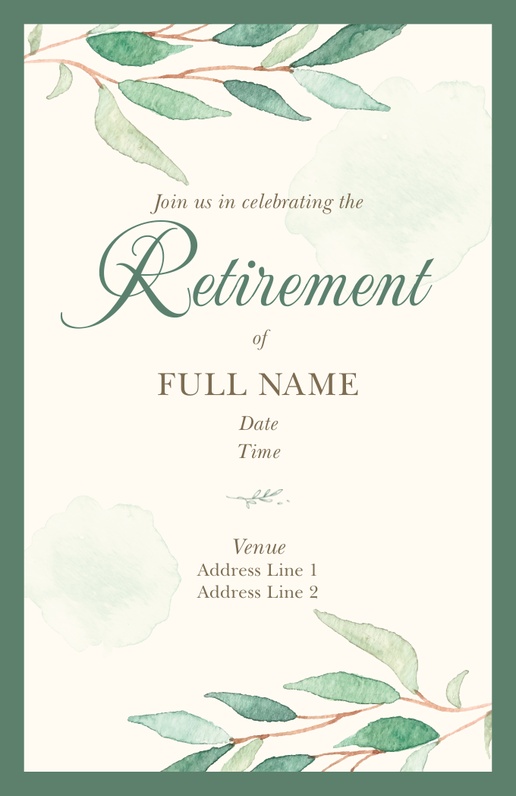 Join us in celebrating the
Retirement
of
FULL NAME
Date
Time
Venue
Address Line 1
Address Line 2